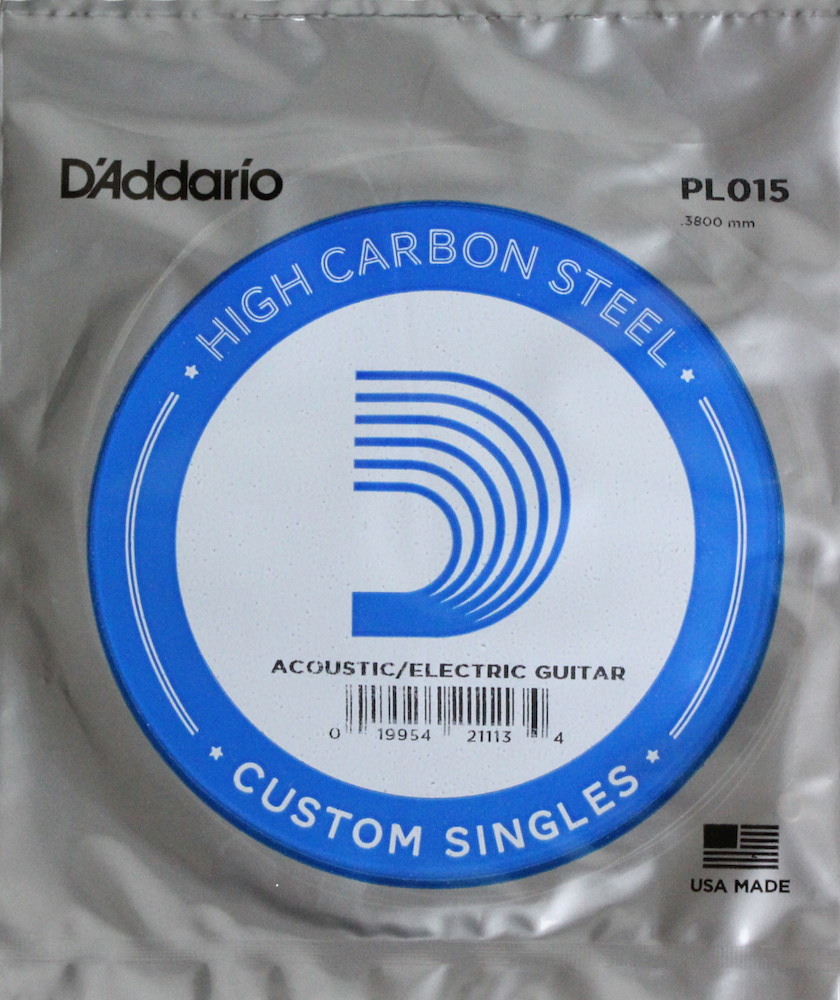 D'Addario
PL015
.3800 mm
HIGH CARBON STEEL
ACOUSTIC/ELECTRIC GUITAR
0 19954 21113 4
CUSTOM SINGLES
USA MADE